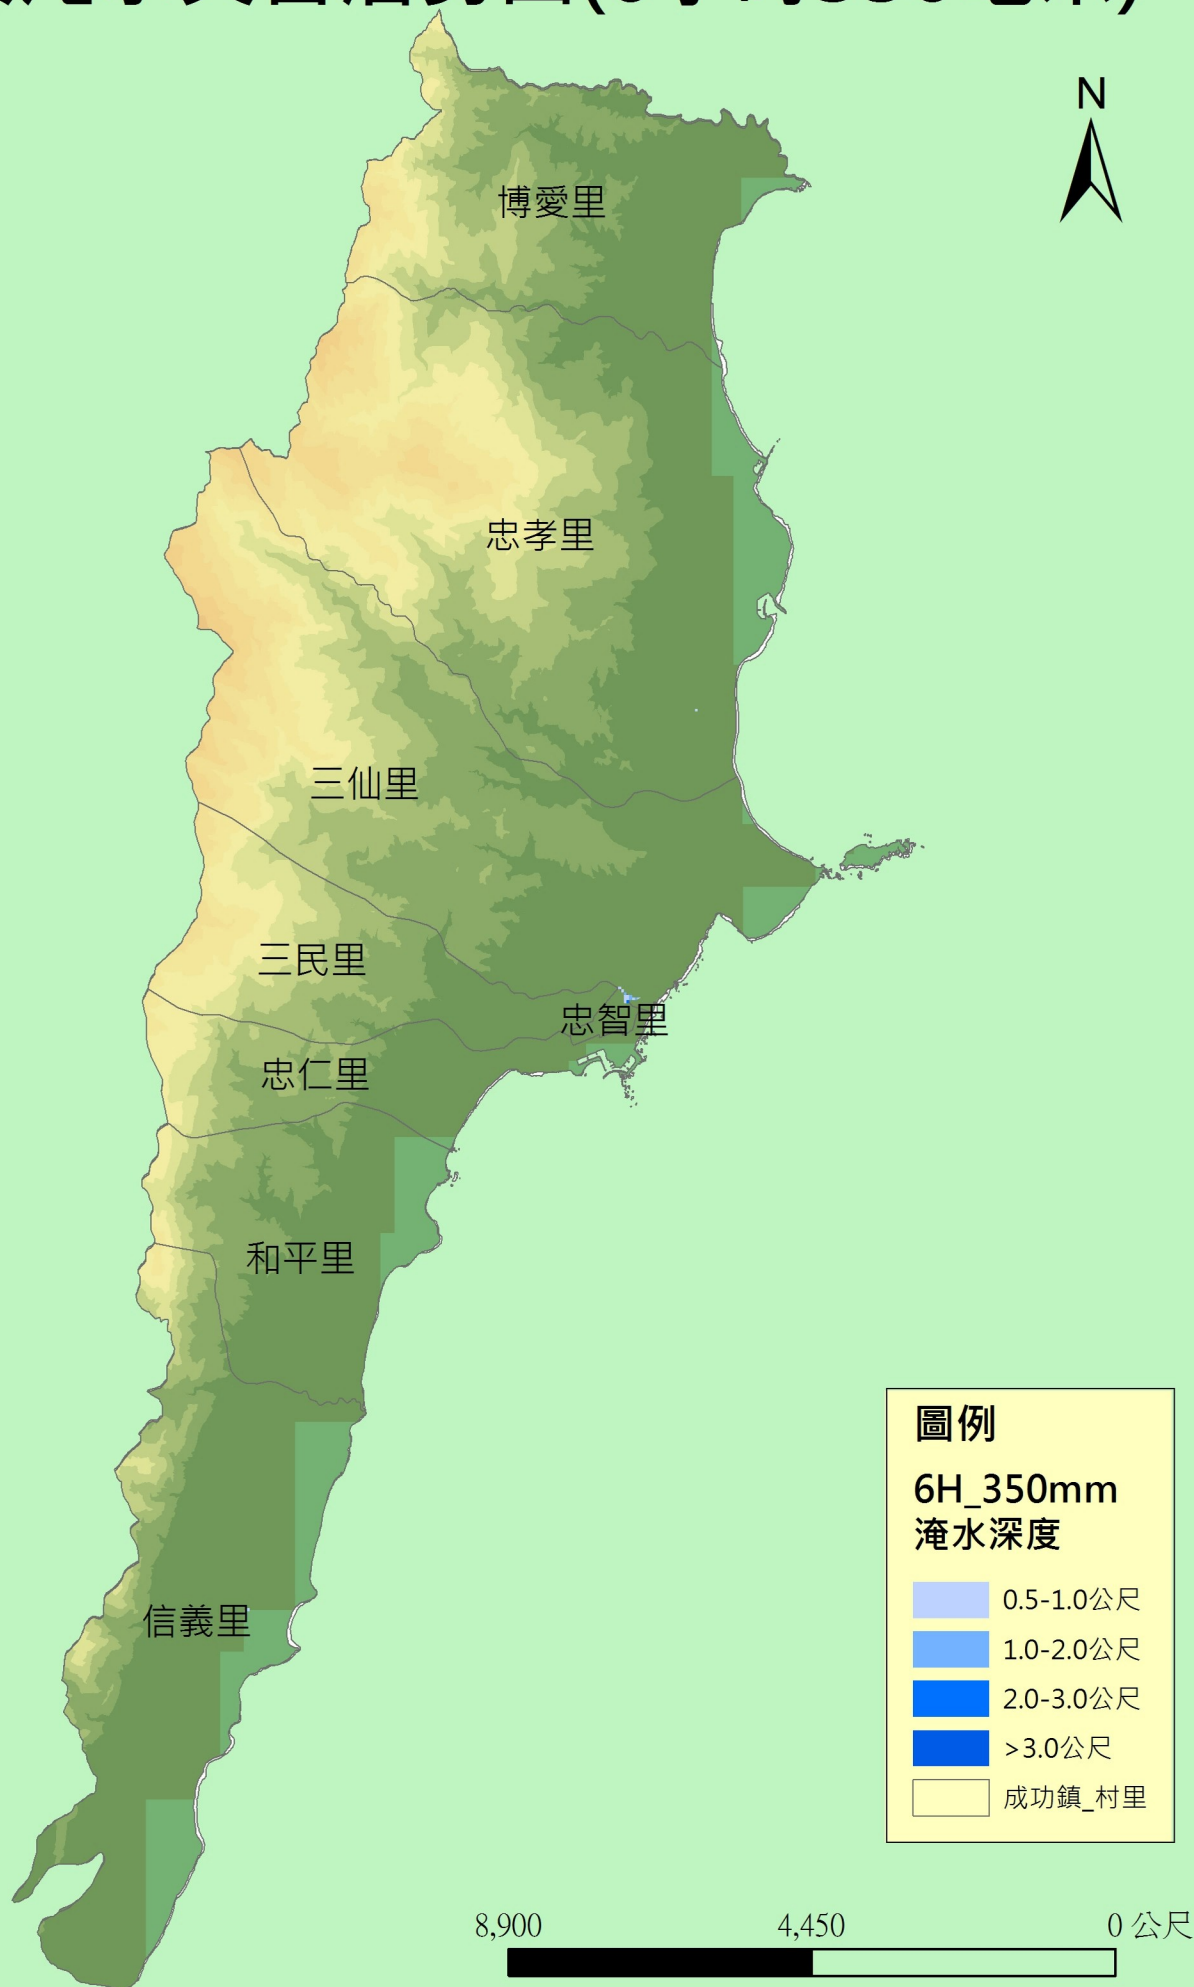 N
博愛里
忠孝里
三仙里
三民里
忠智里
忠仁里
和平里
信義里
圖例
6H_350mm
淹水深度
0.5-1.0公尺
1.0-2.0公尺
2.0-3.0公尺
>3.0公尺
成功鎮_村里
8,900 4,450 0 公尺